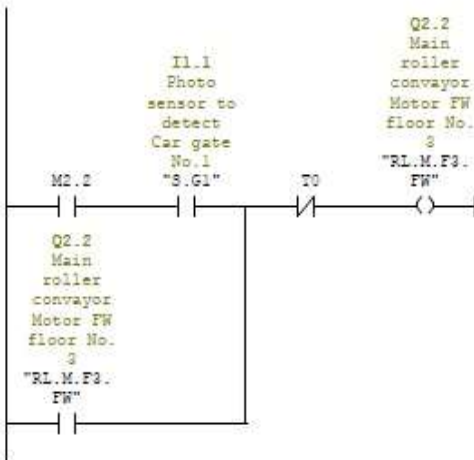 Q2.2
Main
roller
convayor
Motor FW
floor No.
3
"RL.M.F3.
FW"
I1.1
Photo
sensor to
detect
Car gate
No.1
"S.G1"
M2.2
T0
Q2.2
Main
roller
convayor
Motor FW
floor No.
3
"RL.M.F3.
FW"